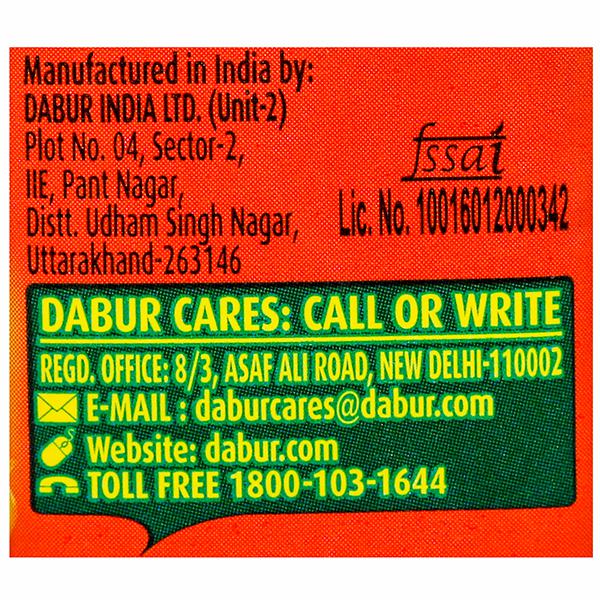 Manufactured in India by:
DABUR INDIA LTD. (Unit-2)
Plot No. 04, Sector-2,
IIE, Pant Nagar,
Distt. Udham Singh Nagar,
Uttarakhand-263146
fssai
Lic. No. 10016012000342
DABUR CARES: CALL OR WRITE
REGD. OFFICE: 8/3, ASAF ALI ROAD, NEW DELHI-110002
E-MAIL : daburcares@dabur.com
Website: dabur.com
TOLL FREE 1800-103-1644